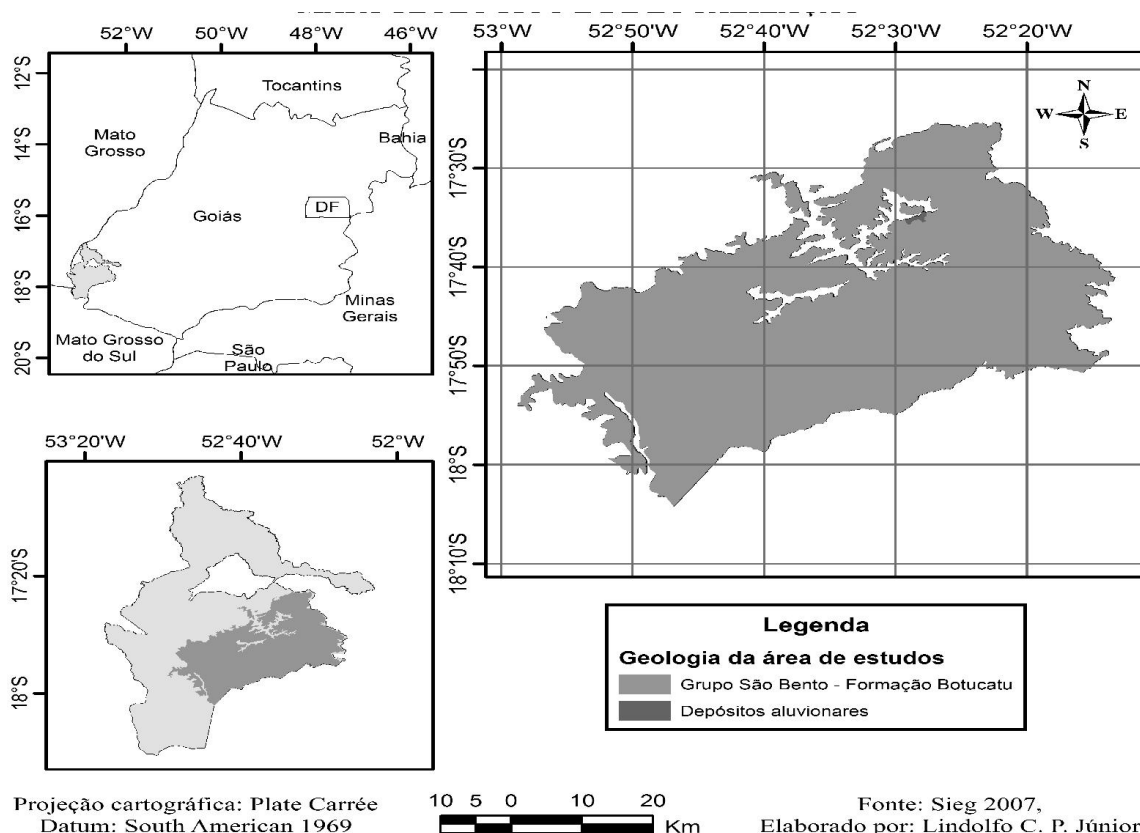 52°W 50°W 48°W 46°W
12°S
14°S
16°S
18°S
20°S
Tocantins
Mato
Grosso
Bahia
Goiás
DF
Minas
Gerais
Mato Grosso
do Sul
São
Paulo
53°W 52°50'W 52°40'W 52°30'W 52°20'W
N
W E
S
17°30'S
17°40'S
17°50'S
18°S
18°10'S
53°20'W 52°40'W 52°W
17°20'S
18°S
Legenda
Geologia da área de estudos
Grupo São Bento - Formação Botucatu
Depósitos aluvionares
Projeção cartográfica: Plate Carrée
Datum: South American 1969
10 5 0 10 20
Km
Fonte: Sieg 2007,
Elaborado por: Lindolfo C. P. Júnior